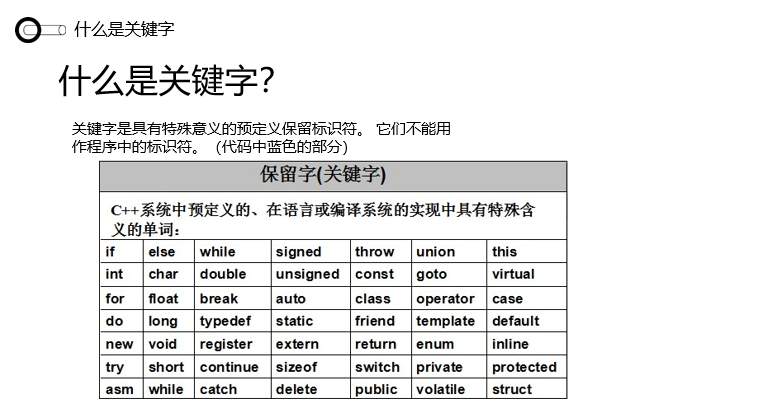 什么是关键字
什么是关键字?
关键字是具有特殊意义的预定义保留标识符。 它们不能用
作程序中的标识符。 （代码中蓝色的部分）
保留字(关键字)
C++系统中预定义的、在语言或编译系统的实现中具有特殊含
义的单词：
if else while signed throw union this
int char double unsigned const goto virtual
for float break auto class operator case
do long typedef static friend template default
new void register extern return enum inline
try short continue sizeof switch private protected
asm while catch delete public volatile struct